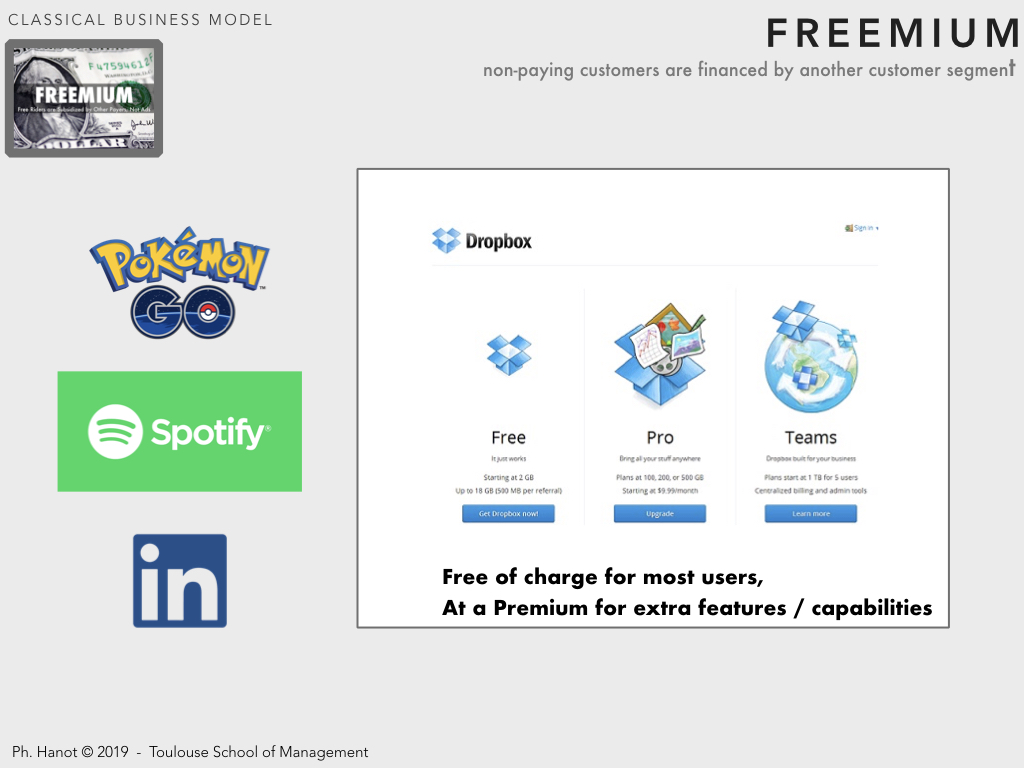 CLASSICAL BUSINESS MODEL
FREEMIUM
non-paying customers are financed by another customer segment
F47594612
WASHINGTON
FREEMIUM
Free Riders are Subsidized by Other Payers, Not Ads
DOLLAR
POKéMON
TM
GO
Spotify®
in
Dropbox
Sign in
Free
It just works
Starting at 2 GB
Up to 18 GB (500 MB per referral)
Get Dropbox now!
Pro
Bring all your stuff anywhere
Plans at 100, 200, or 500 GB
Starting at $9.99/month
Upgrade
Teams
Dropbox built for your business
Plans start at 1 TB for 5 users
Centralized billing and admin tools
Learn more
Free of charge for most users,
At a Premium for extra features / capabilities
Ph. Hanot © 2019 - Toulouse School of Management